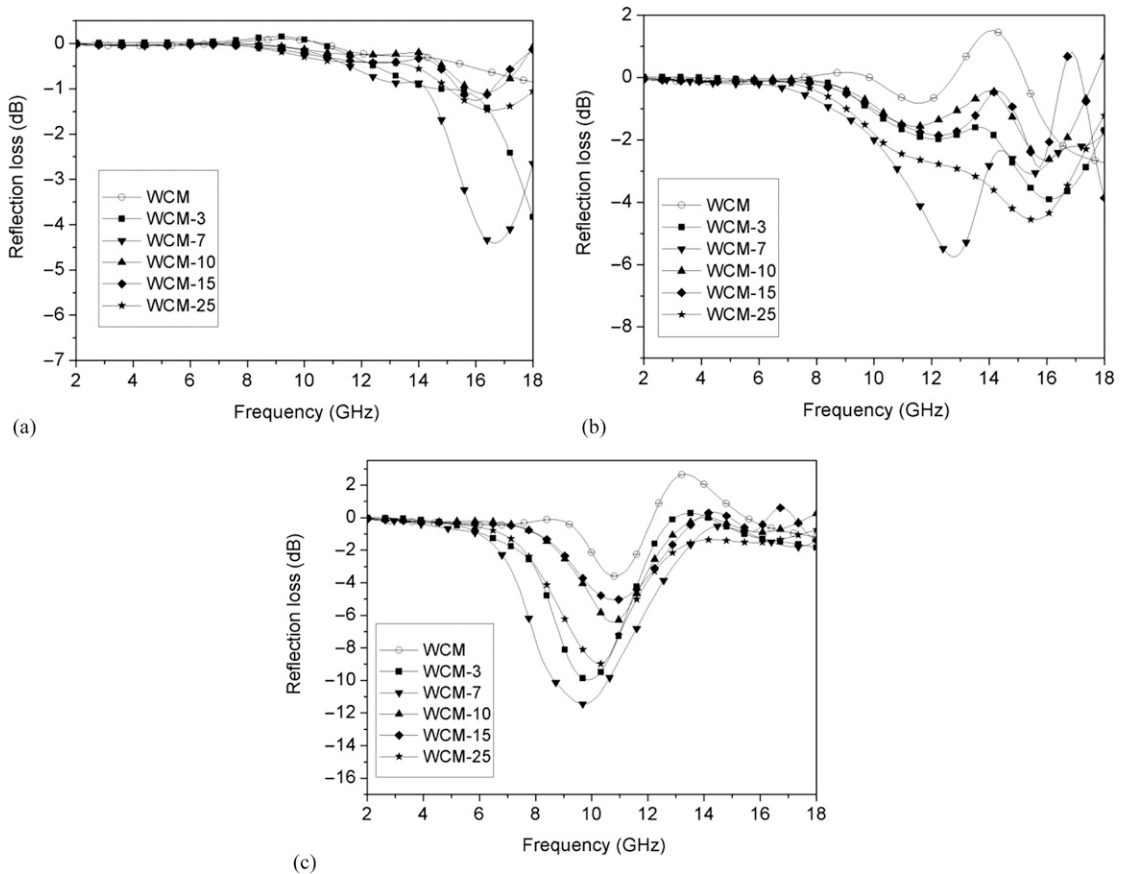 0
−1
−2
−3
−4
−5
−6
−7
Reflection loss (dB)
WCM
WCM-3
WCM-7
WCM-10
WCM-15
WCM-25
2 4 6 8 10 12 14 16 18
Frequency (GHz)
(a)
2
0
−2
−4
−6
−8
Reflection loss (dB)
WCM
WCM-3
WCM-7
WCM-10
WCM-15
WCM-25
2 4 6 8 10 12 14 16 18
Frequency (GHz)
(b)
2
0
−2
−4
−6
−8
−10
−12
−14
−16
Reflection loss (dB)
WCM
WCM-3
WCM-7
WCM-10
WCM-15
WCM-25
2 4 6 8 10 12 14 16 18
Frequency (GHz)
(c)